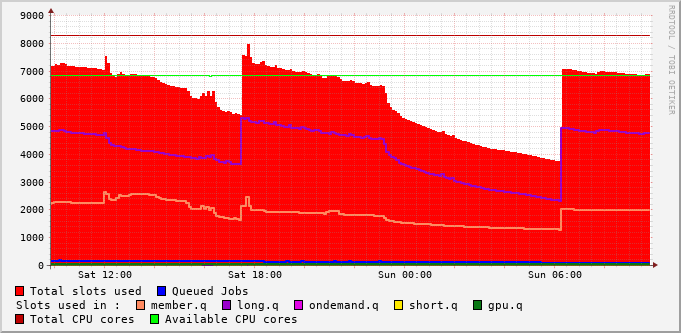 9000
8000
7000
6000
5000
4000
3000
2000
1000
0
Sat 12:00 Sat 18:00 Sun 00:00 Sun 06:00
RRDTOOL / TOBI OETIKER
Total slots used Queued Jobs
Slots used in : member.q long.q ondemand.q short.q gpu.q
Total CPU cores Available CPU cores